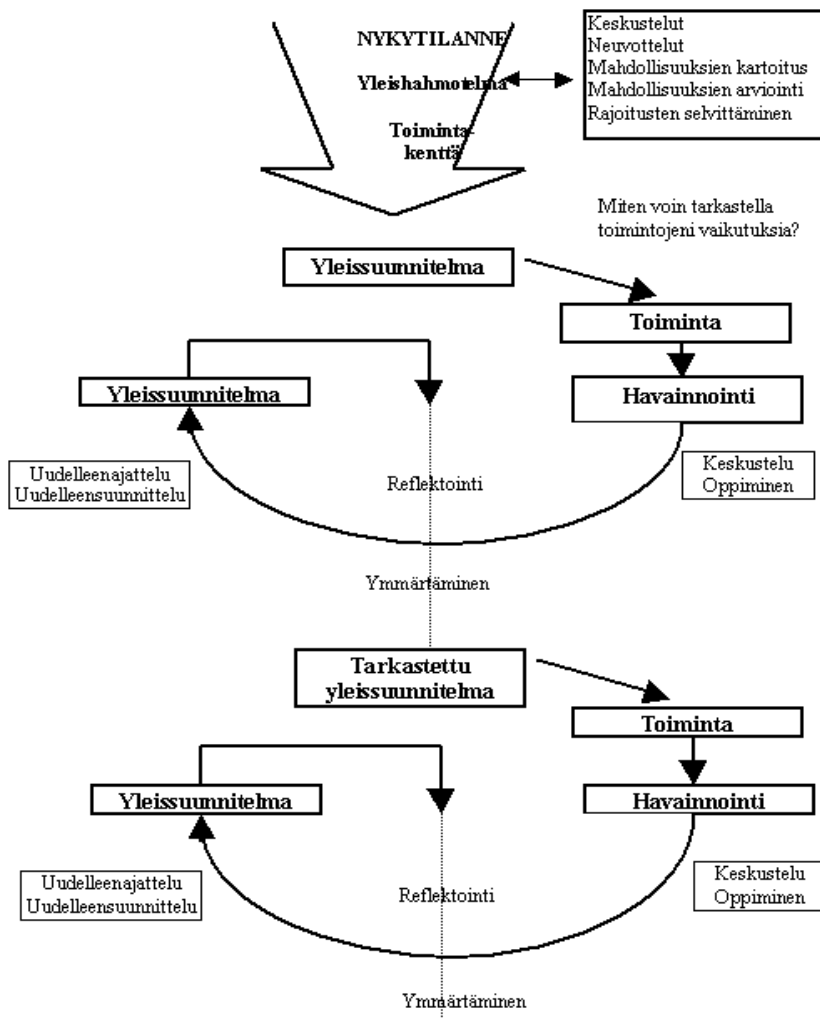 NYKYTILANNE
Yleishahmotelma
Toiminta-
kenttä
Keskustelut
Neuvottelut
Mahdollisuuksien kartoitus
Mahdollisuuksien arviointi
Rajoitusten selvittäminen
Miten voin tarkastella
toimintojeni vaikutuksia?
Yleissuunnitelma
Toiminta
Yleissuunnitelma
Havainnointi
Uudelleenajattelu
Uudelleensuunnittelu
Reflektointi
Keskustelu
Oppiminen
Ymmärtäminen
Tarkastettu
yleissuunnitelma
Toiminta
Yleissuunnitelma
Havainnointi
Uudelleenajattelu
Uudelleensuunnittelu
Reflektointi
Keskustelu
Oppiminen
Ymmärtäminen